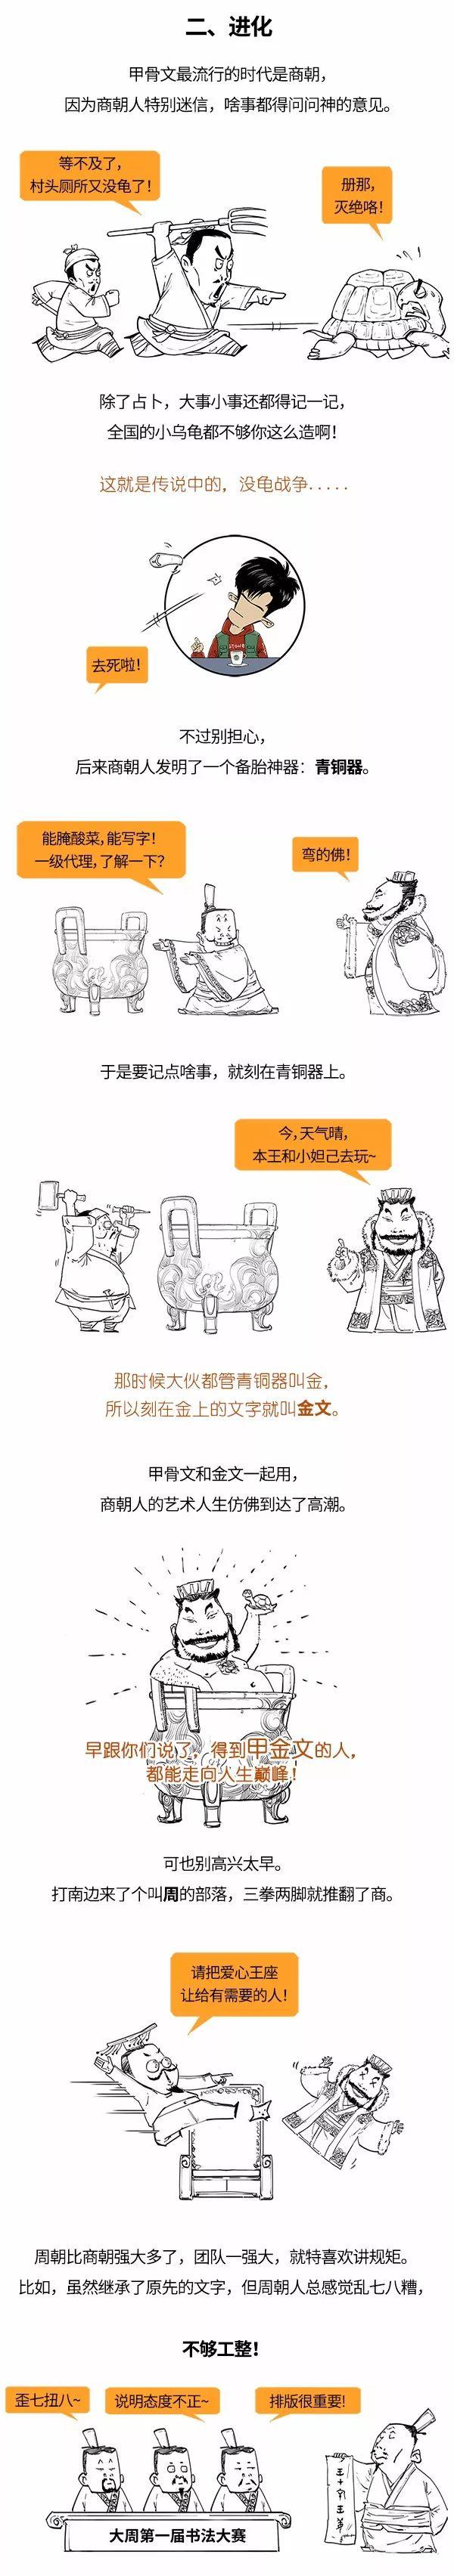 二、进化
甲骨文最流行的时代是商朝，
因为商朝人特别迷信，啥事都得问问神的意见。
等不及了，
村头厕所又没龟了！
册那，
灭绝咯！
除了占卜，大事小事还都得记一记，
全国的小乌龟都不够你这么造啊！
这就是传说中的，没龟战争.....
去死啦！
不过别担心，
后来商朝人发明了一个备胎神器：青铜器。
能腌酸菜，能写字！
一级代理，了解一下？
弯的佛！
于是要记点啥事，就刻在青铜器上。
今，天气晴，
本王和小妲己去玩~
那时候大伙都管青铜器叫金，
所以刻在金上的文字就叫金文。
甲骨文和金文一起用，
商朝人的艺术人生仿佛到达了高潮。
早跟你们说了，得到甲金文的人，
都能走向人生巅峰！
可也别高兴太早。
打南边来了个叫周的部落，三拳两脚就推翻了商。
请把爱心王座
让给有需要的人！
周朝比商朝强大多了，团队一强大，就特喜欢讲规矩。
比如，虽然继承了原先的文字，但周朝人总感觉乱七八糟，
不够工整！
歪七扭八~
说明态度不正~
排版很重要！
大周第一届书法大赛